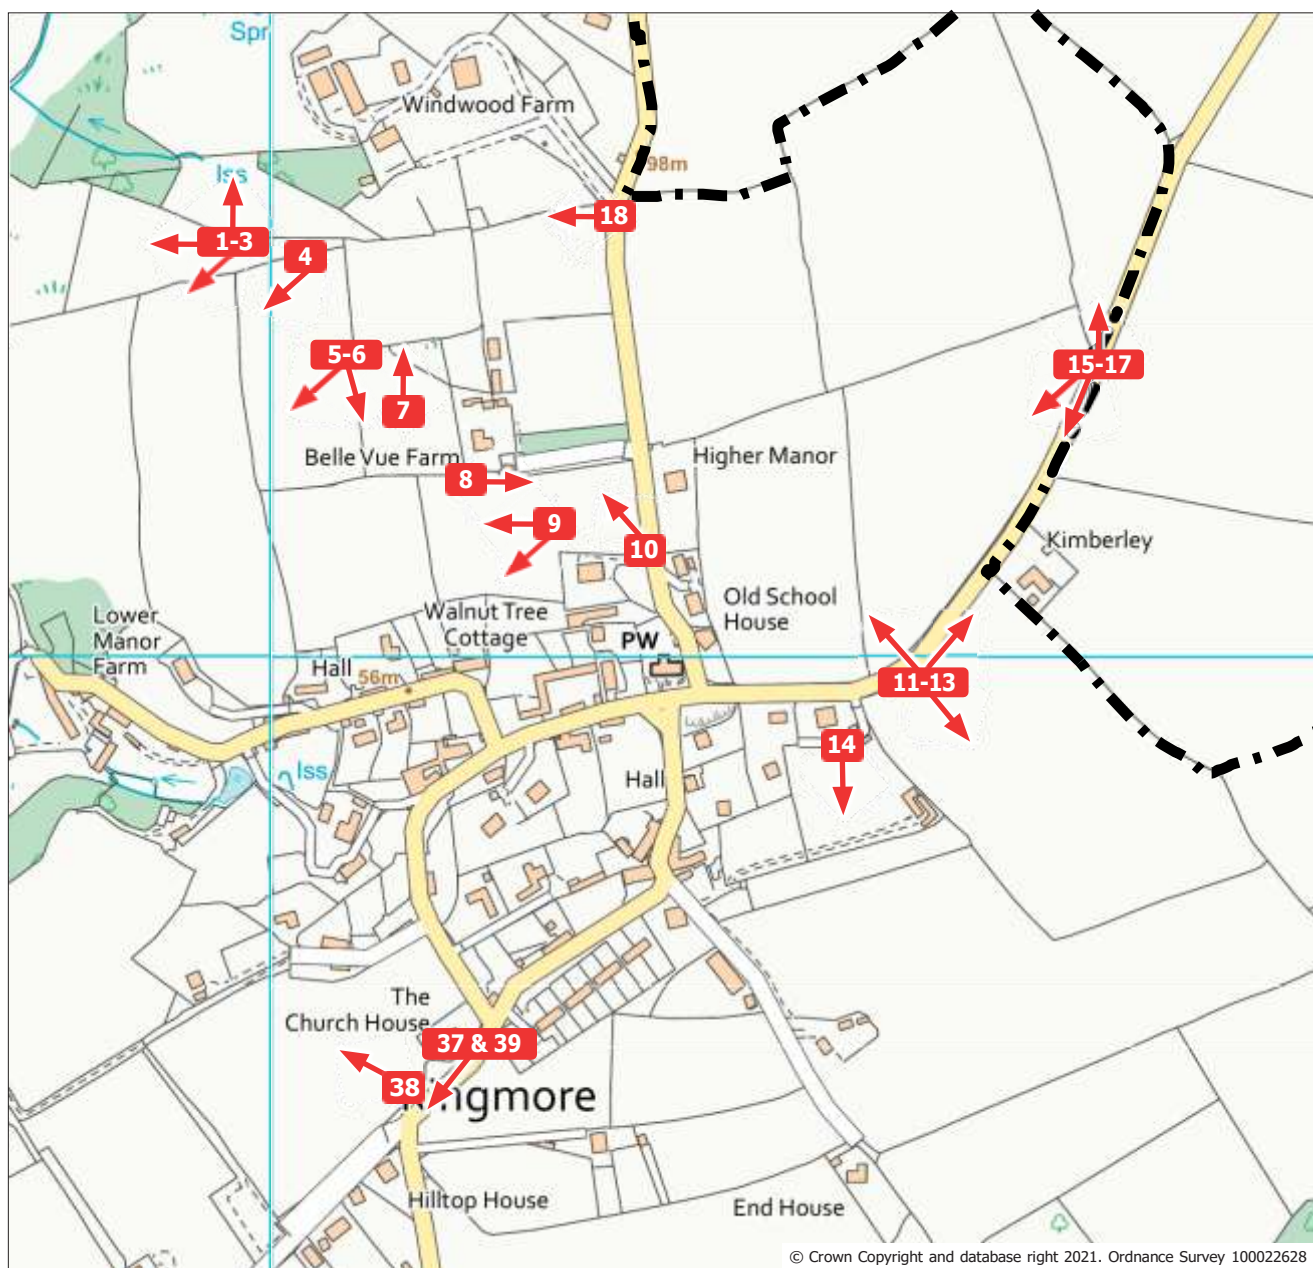 Spr
Windwood Farm
98m
Iss
18
1-3
4
5-6
15-17
7
Belle Vue Farm
Higher Manor
8
9
10
Kimberley
Old School
House
Lower
Manor
Farm
Walnut Tree
Cottage
PW
Hall
56m
11-13
14
Iss
Hall
The
Church House
37 & 39
38
ngmore
Hilltop House
End House
© Crown Copyright and database right 2021. Ordnance Survey 100022628